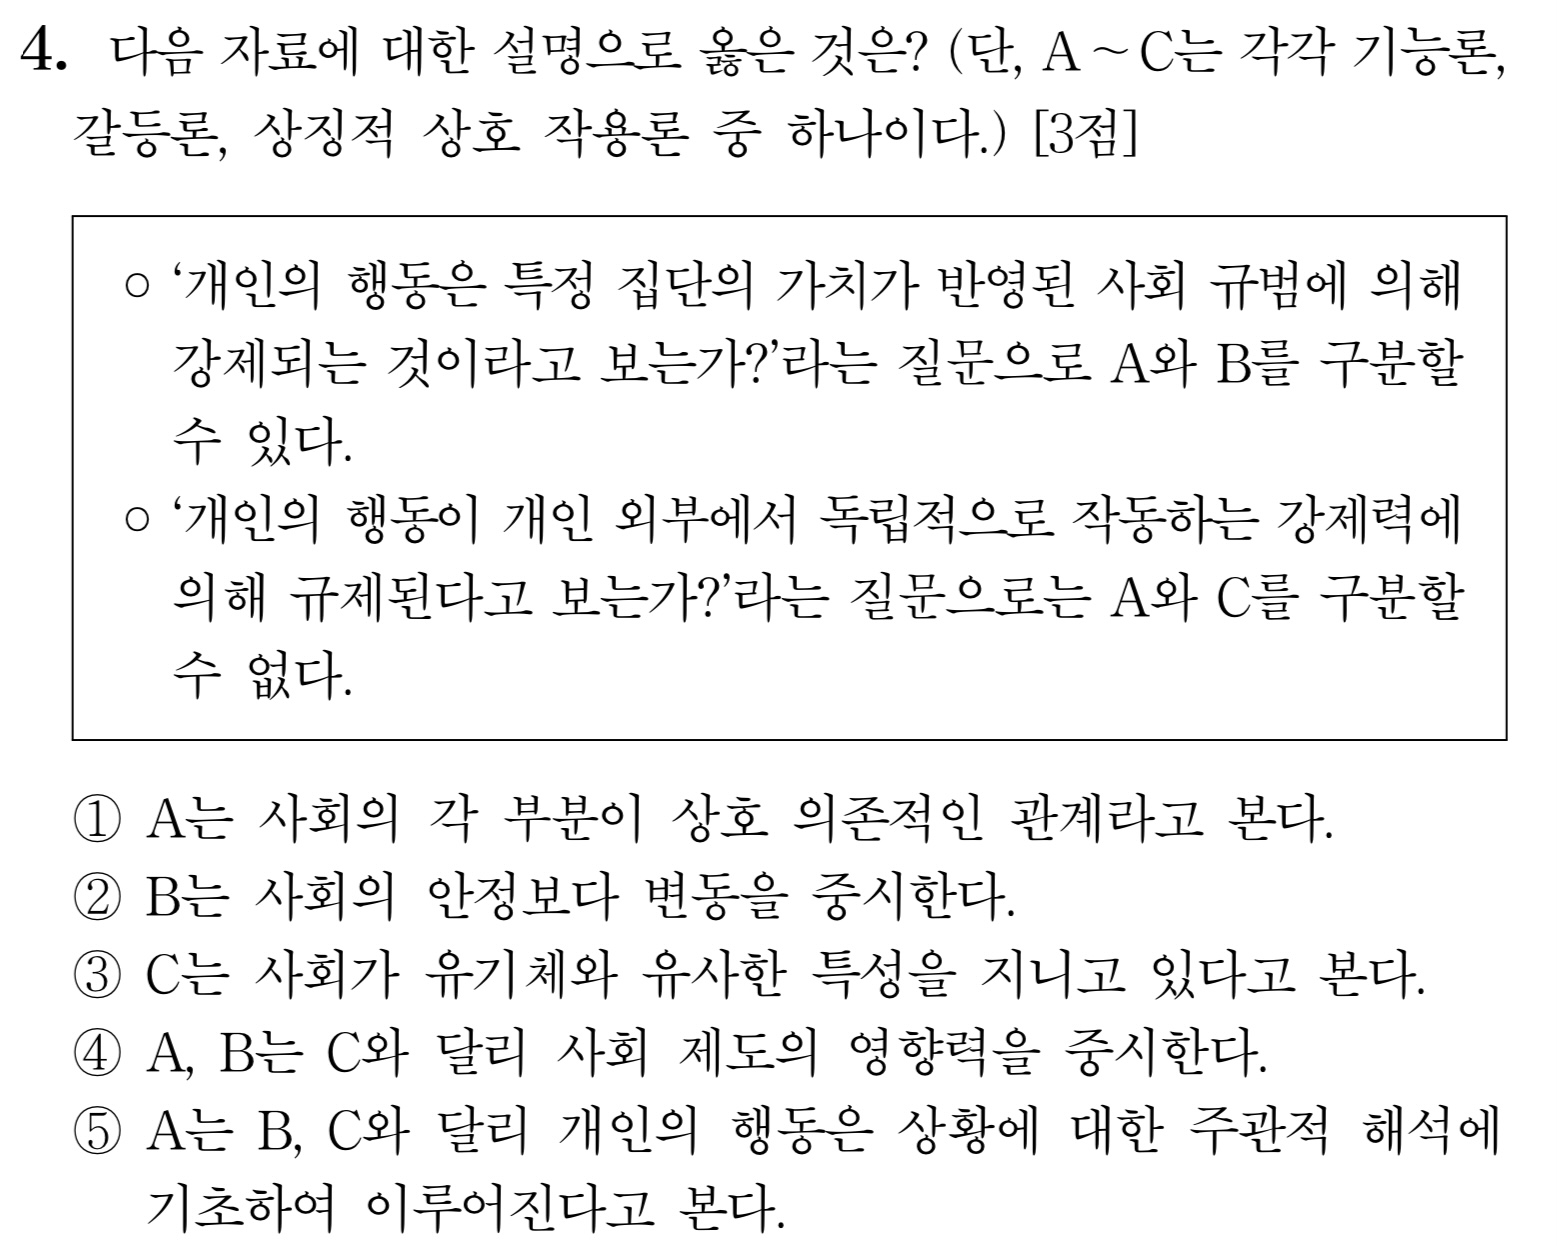 4. 다음 자료에 대한 설명으로 옳은 것은? (단, A～C는 각각 기능론,
갈등론, 상징적 상호 작용론 중 하나이다.) [3점]
○ ‘개인의 행동은 특정 집단의 가치가 반영된 사회 규범에 의해
강제되는 것이라고 보는가?’라는 질문으로 A와 B를 구분할
수 있다.
○ ‘개인의 행동이 개인 외부에서 독립적으로 작동하는 강제력에
의해 규제된다고 보는가?’라는 질문으로는 A와 C를 구분할
수 없다.
① A는 사회의 각 부분이 상호 의존적인 관계라고 본다.
② B는 사회의 안정보다 변동을 중시한다.
③ C는 사회가 유기체와 유사한 특성을 지니고 있다고 본다.
④ A, B는 C와 달리 사회 제도의 영향력을 중시한다.
⑤ A는 B, C와 달리 개인의 행동은 상황에 대한 주관적 해석에
기초하여 이루어진다고 본다.